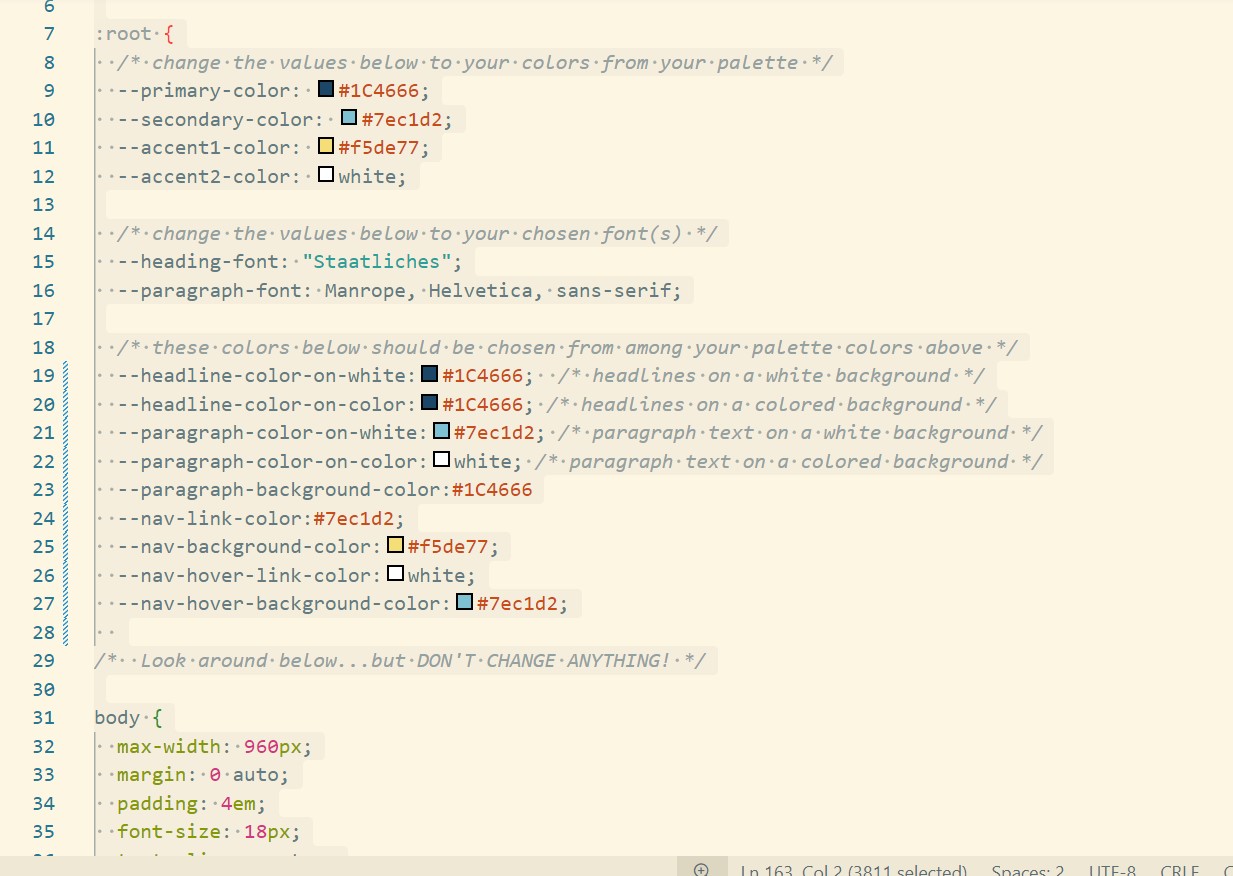 6
7 :root {
8 /* change the values below to your colors from your palette */
9 --primary-color: #1C4666;
10 --secondary-color: #7ec1d2;
11 --accent1-color: #f5de77;
12 --accent2-color: white;
13
14 /* change the values below to your chosen font(s) */
15 --heading-font: "Staatliches";
16 --paragraph-font: Manrope, Helvetica, sans-serif;
17
18 /* these colors below should be chosen from among your palette colors above */
19 --headline-color-on-white: #1C4666;  /* headlines on a white background */
20 --headline-color-on-color: #1C4666; /* headlines on a colored background */
21 --paragraph-color-on-white: #7ec1d2; /* paragraph text on a white background */
22 --paragraph-color-on-color: white; /* paragraph text on a colored background */
23 --paragraph-background-color:#1C4666
24 --nav-link-color:#7ec1d2;
25 --nav-background-color: #f5de77;
26 --nav-hover-link-color: white;
27 --nav-hover-background-color: #7ec1d2;
28
29 /*  Look around below...but DON'T CHANGE ANYTHING! */
30
31 body {
32 max-width: 960px;
33 margin: 0 auto;
34 padding: 4em;
35 font-size: 18px;
Ln 163, Col 2 (3811 selected) Spaces: 2 UTF-8 CRLF